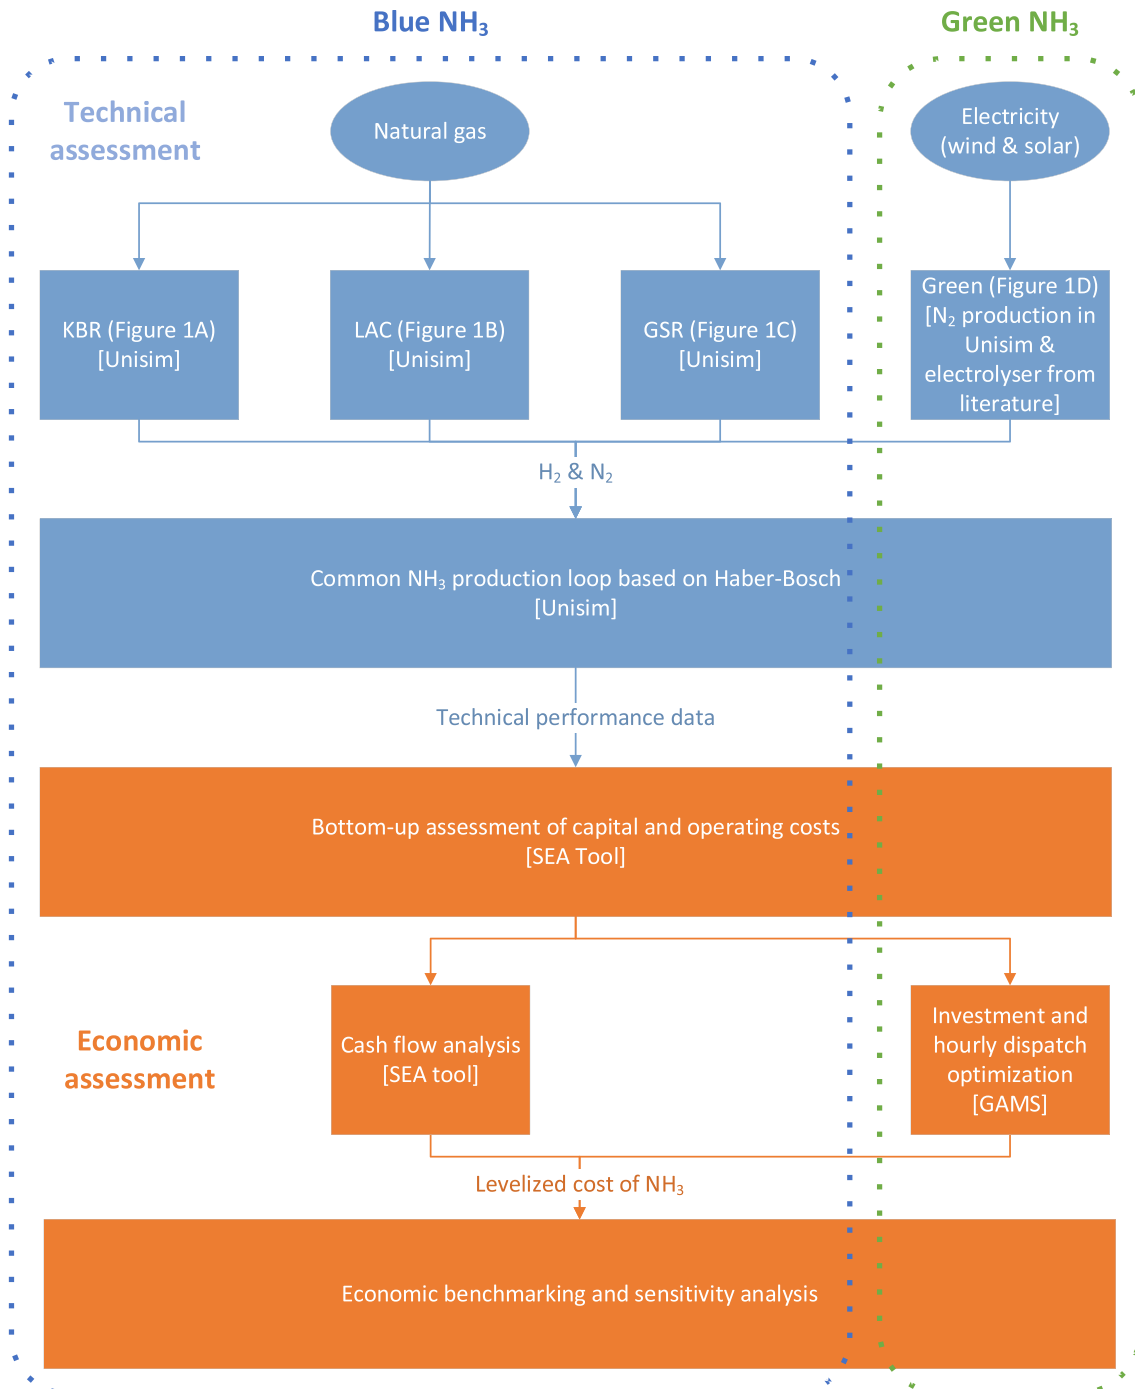 Blue NH₃
Green NH₃
Technical
assessment
Natural gas
Electricity
(wind & solar)
KBR (Figure 1A)
[Unisim]
LAC (Figure 1B)
[Unisim]
GSR (Figure 1C)
[Unisim]
Green (Figure 1D)
[N₂ production in
Unisim &
electrolyser from
literature]
H₂ & N₂
Common NH₃ production loop based on Haber-Bosch
[Unisim]
Technical performance data
Bottom-up assessment of capital and operating costs
[SEA Tool]
Economic
assessment
Cash flow analysis
[SEA tool]
Investment and
hourly dispatch
optimization
[GAMS]
Levelized cost of NH₃
Economic benchmarking and sensitivity analysis